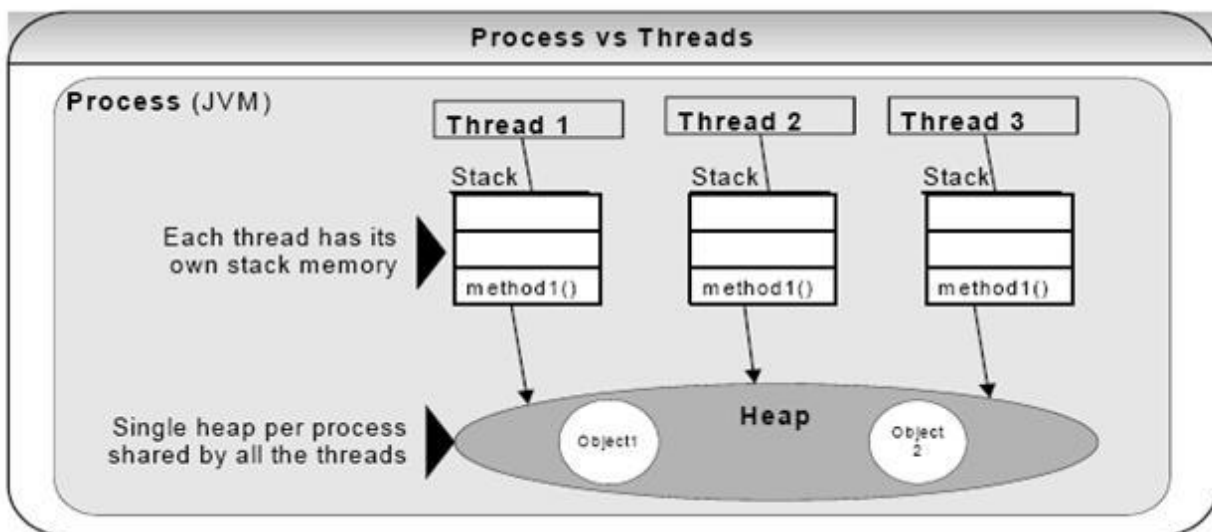 Process vs Threads
Process (JVM)
Thread 1
Thread 2
Thread 3
Stack
Stack
Stack
Each thread has its
own stack memory
method1()
method1()
method1()
Single heap per process
shared by all the threads
Heap
Object1
Object
2